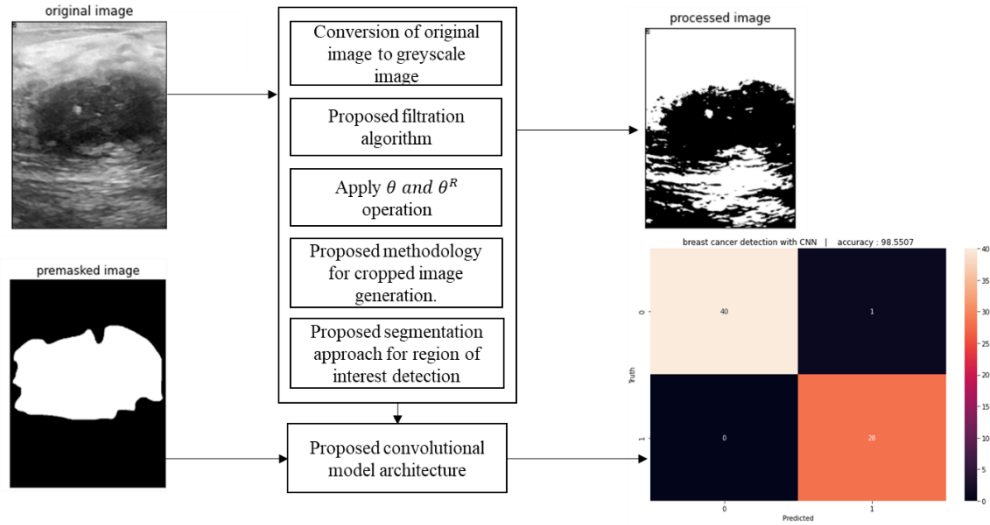 original image
Conversion of original
image to greyscale
image
Proposed filtration
algorithm
Apply θ and θᴿ
operation
Proposed methodology
for cropped image
generation.
Proposed segmentation
approach for region of
interest detection
processed image
premasked image
Proposed convolutional
model architecture
breast cancer detection with CNN | accuracy : 98.5507
40
1
0
28
0
1
Truth
0
1
Predicted
40
35
30
25
20
15
10
5
0